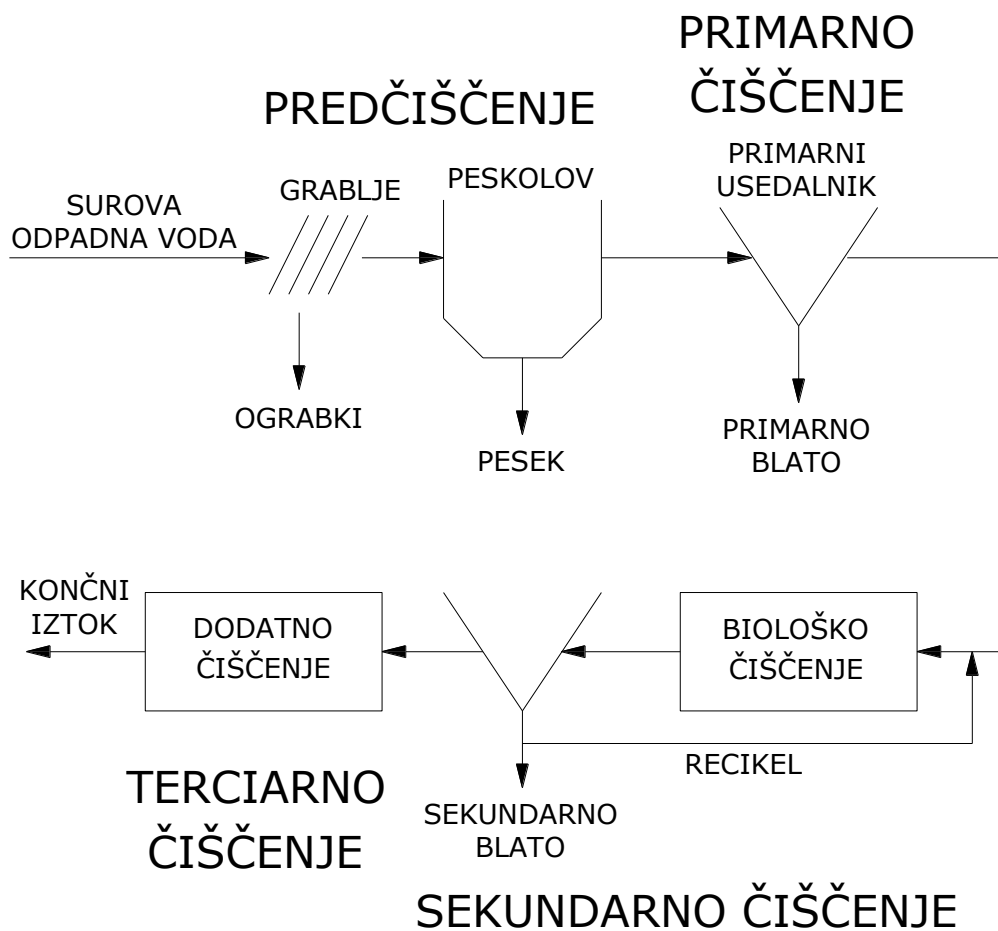 PREDČIŠČENJE
PRIMARNO
ČIŠČENJE
SUROVA
ODPADNA VODA
GRABLJE
PESKOLOV
PRIMARNI
USEDALNIK
OGRABKI
PESEK
PRIMARNO
BLATO
KONČNI
IZTOK
DODATNO
ČIŠČENJE
BIOLOŠKO
ČIŠČENJE
RECIKEL
TERCIARNO
ČIŠČENJE
SEKUNDARNO
BLATO
SEKUNDARNO ČIŠČENJE